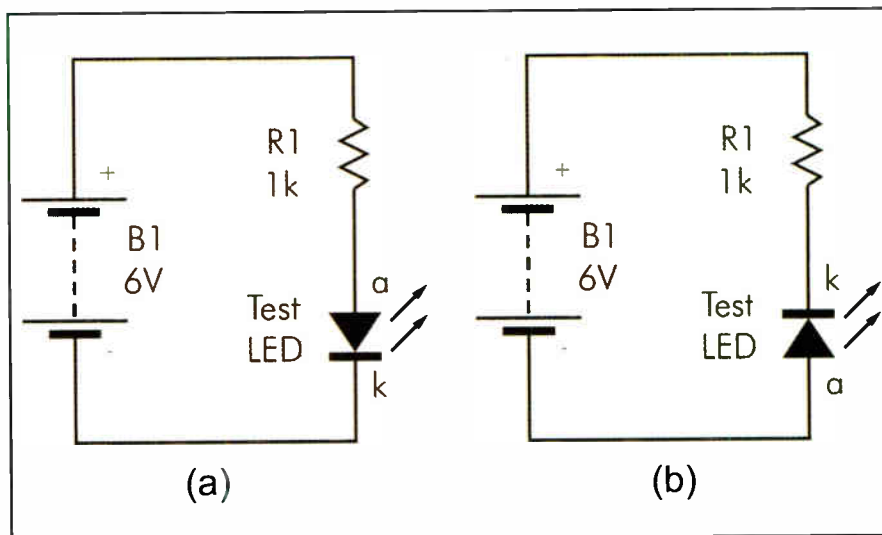 R1
1k
+
B1
6V
-
a
Test
LED
k
(a)
R1
1k
+
B1
6V
-
k
Test
LED
a
(b)